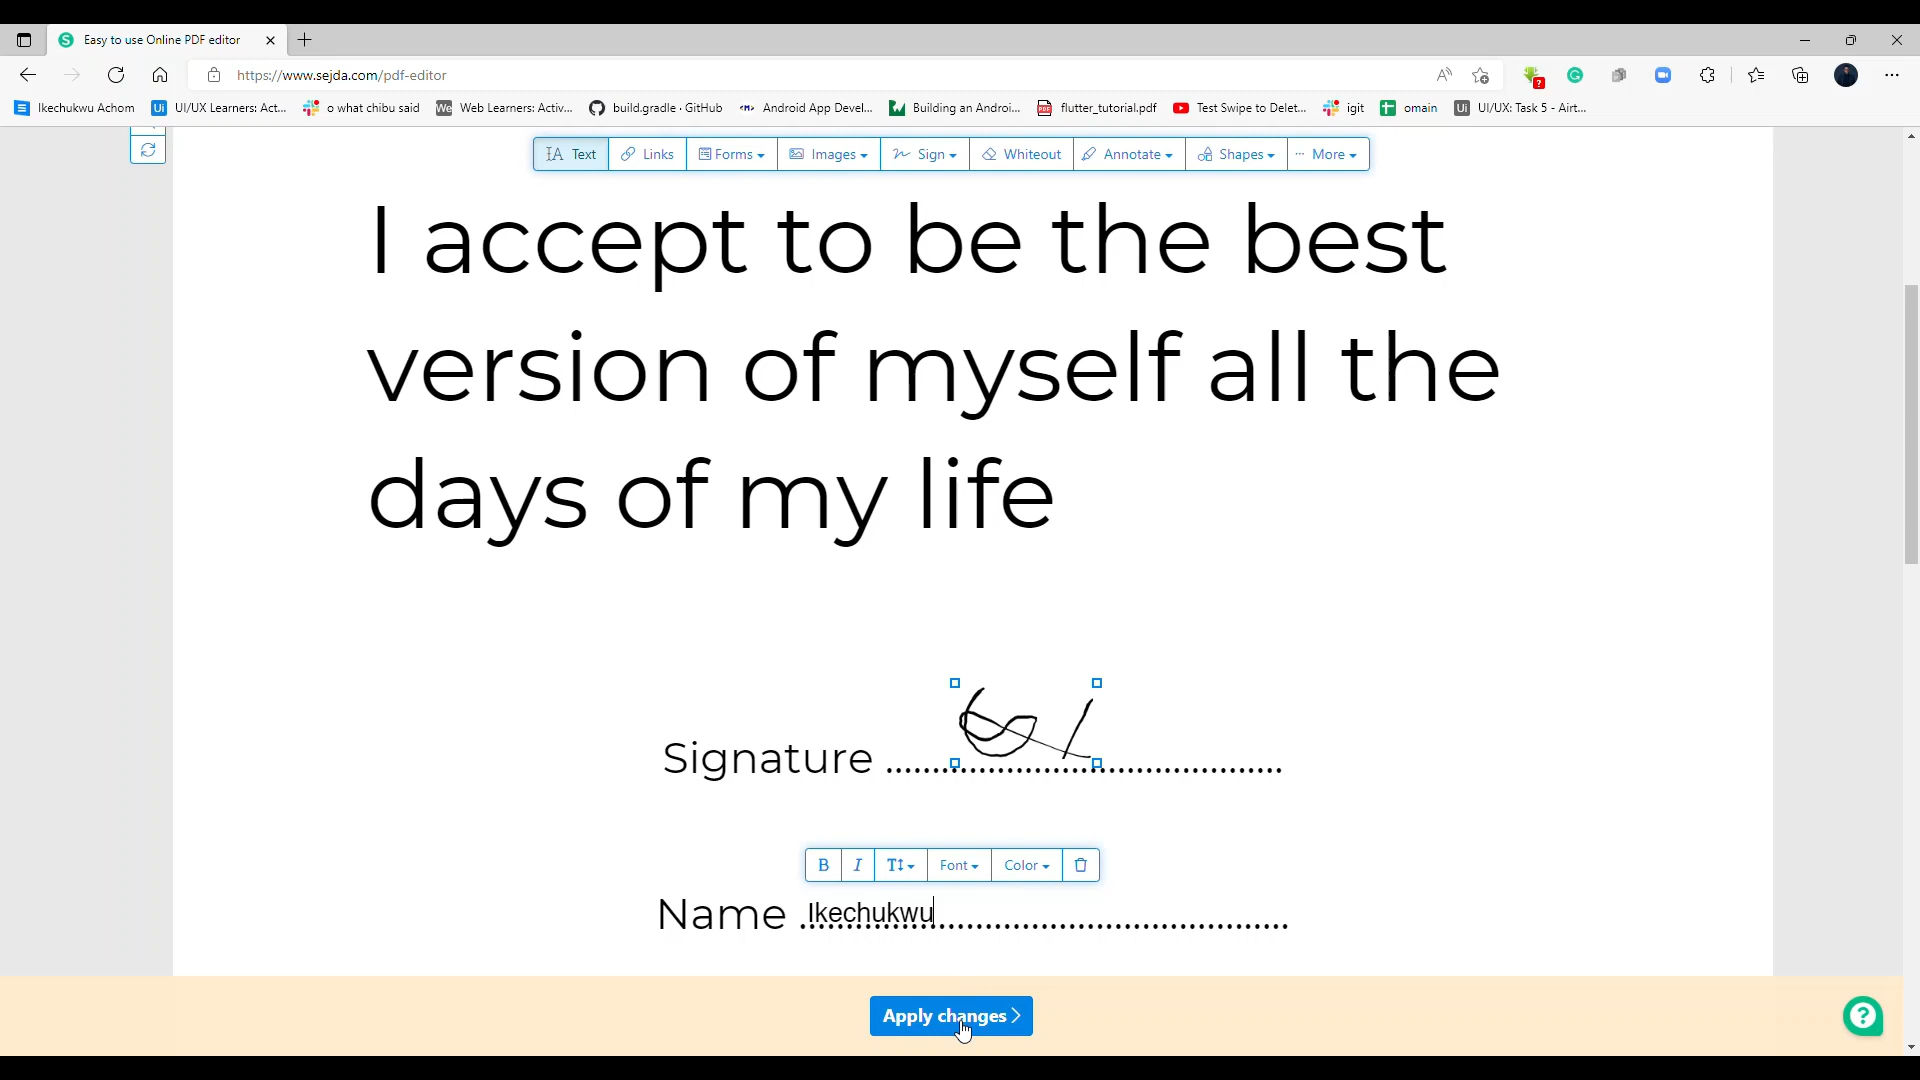 Easy to use Online PDF editor
https://www.sejda.com/pdf-editor
Ikechukwu Achom
UI/UX Learners: Act...
o what chibu said
Web Learners: Activ...
build.gradle · GitHub
Android App Devel...
Building an Androi...
flutter_tutorial.pdf
Test Swipe to Delet...
igit
omain
UI/UX: Task 5 - Airt...
Text
Links
Forms
Images
Sign
Whiteout
Annotate
Shapes
More
I accept to be the best
version of myself all the
days of my life
Signature ............................................
B
I
Font
Color
Name .Ikechukwu......................................
Apply changes